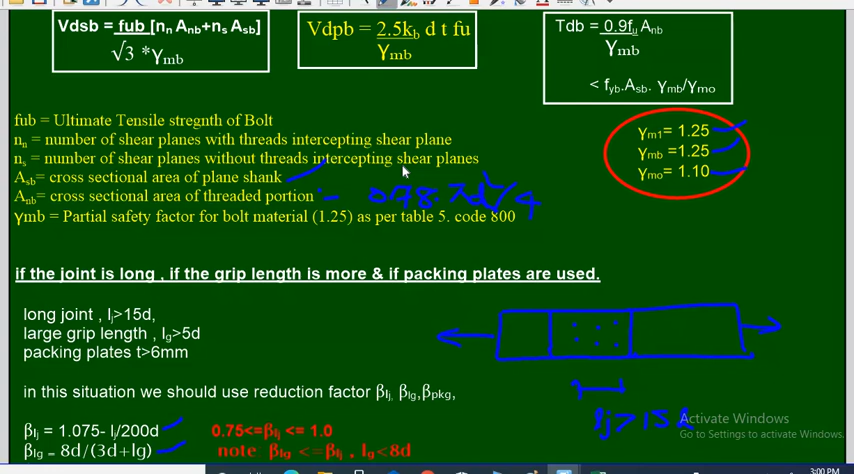 Vdsb = fub [nn Anb+ns Asb]
√3 *γmb
Vdpb = 2.5kb d t fu
γmb
Tdb = 0.9fu Anb
γmb
< fyb.Asb. γmb/γmo
γm1= 1.25
γmb =1.25
γmo= 1.10
fub = Ultimate Tensile stregnth of Bolt
nn = number of shear planes with threads intercepting shear plane
ns = number of shear planes without threads intercepting shear planes
Asb= cross sectional area of plane shank
Anb= cross sectional area of threaded portion
0.78. πd²/4
γmb = Partial safety factor for bolt material (1.25) as per table 5. code 800
if the joint is long , if the grip length is more & if packing plates are used.
long joint , lj>15d,
large grip length , lg>5d
packing plates t>6mm
in this situation we should use reduction factor βlj, βlg,βpkg,
lj > 15d
βlj = 1.075- lj/200d
0.75<=βlj <= 1.0
βlg = 8d/(3d+lg)
note βlg <=βlj , lg<8d
Activate Windows
Go to Settings to activate Windows.
3:00 PM